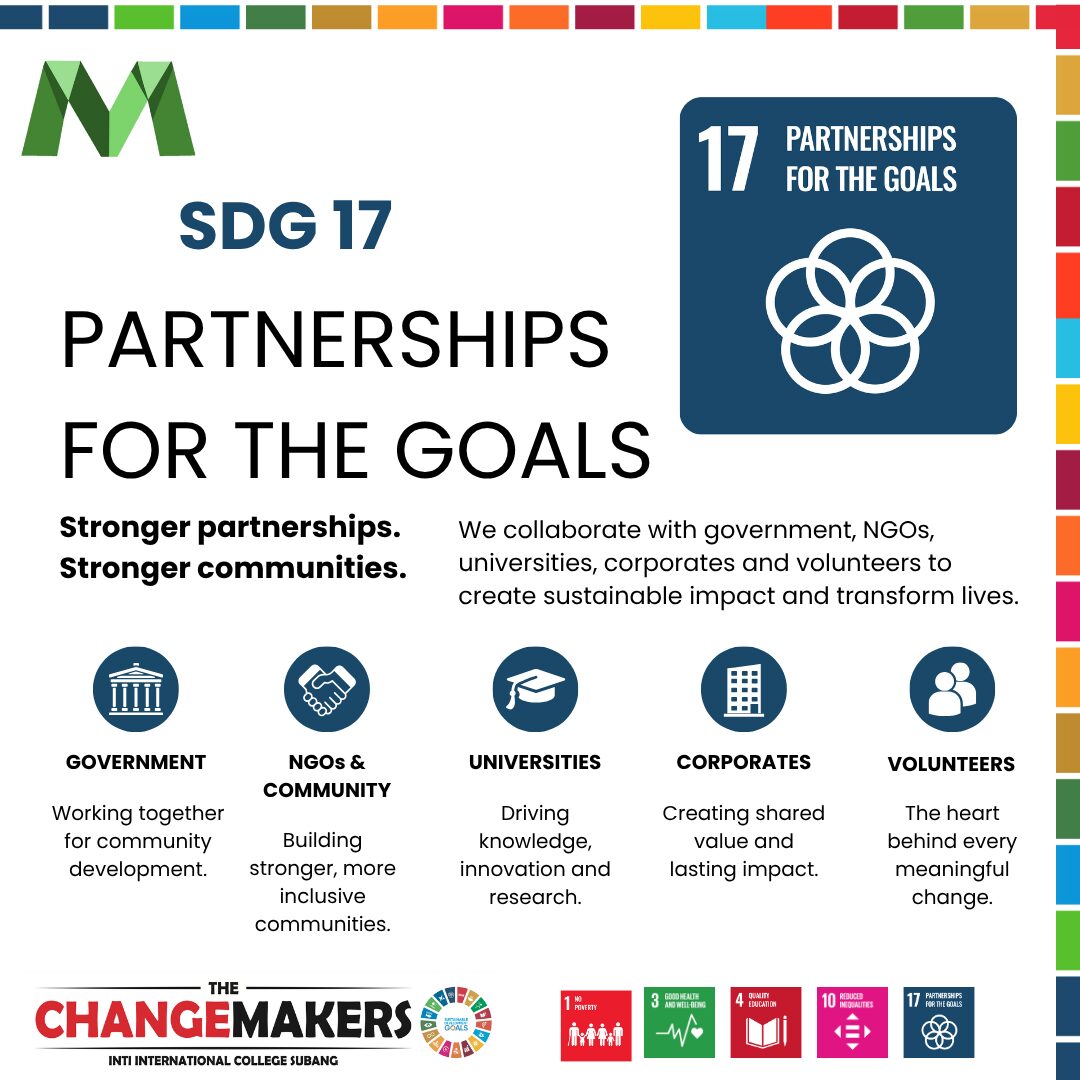 17 PARTNERSHIPS
FOR THE GOALS
SDG 17
PARTNERSHIPS
FOR THE GOALS
Stronger partnerships.
Stronger communities.
We collaborate with government, NGOs,
universities, corporates and volunteers to
create sustainable impact and transform lives.
GOVERNMENT
Working together
for community
development.
NGOs &
COMMUNITY
Building
stronger, more
inclusive
communities.
UNIVERSITIES
Driving
knowledge,
innovation and
research.
CORPORATES
Creating shared
value and
lasting impact.
VOLUNTEERS
The heart
behind every
meaningful
change.
THE
CHANGEMAKERS
INTI INTERNATIONAL COLLEGE SUBANG
SUSTAINABLE
DEVELOPMENT
GOALS
1 NO
POVERTY
3 GOOD HEALTH
AND WELL-BEING
4 QUALITY
EDUCATION
10 REDUCED
INEQUALITIES
17 PARTNERSHIPS
FOR THE GOALS